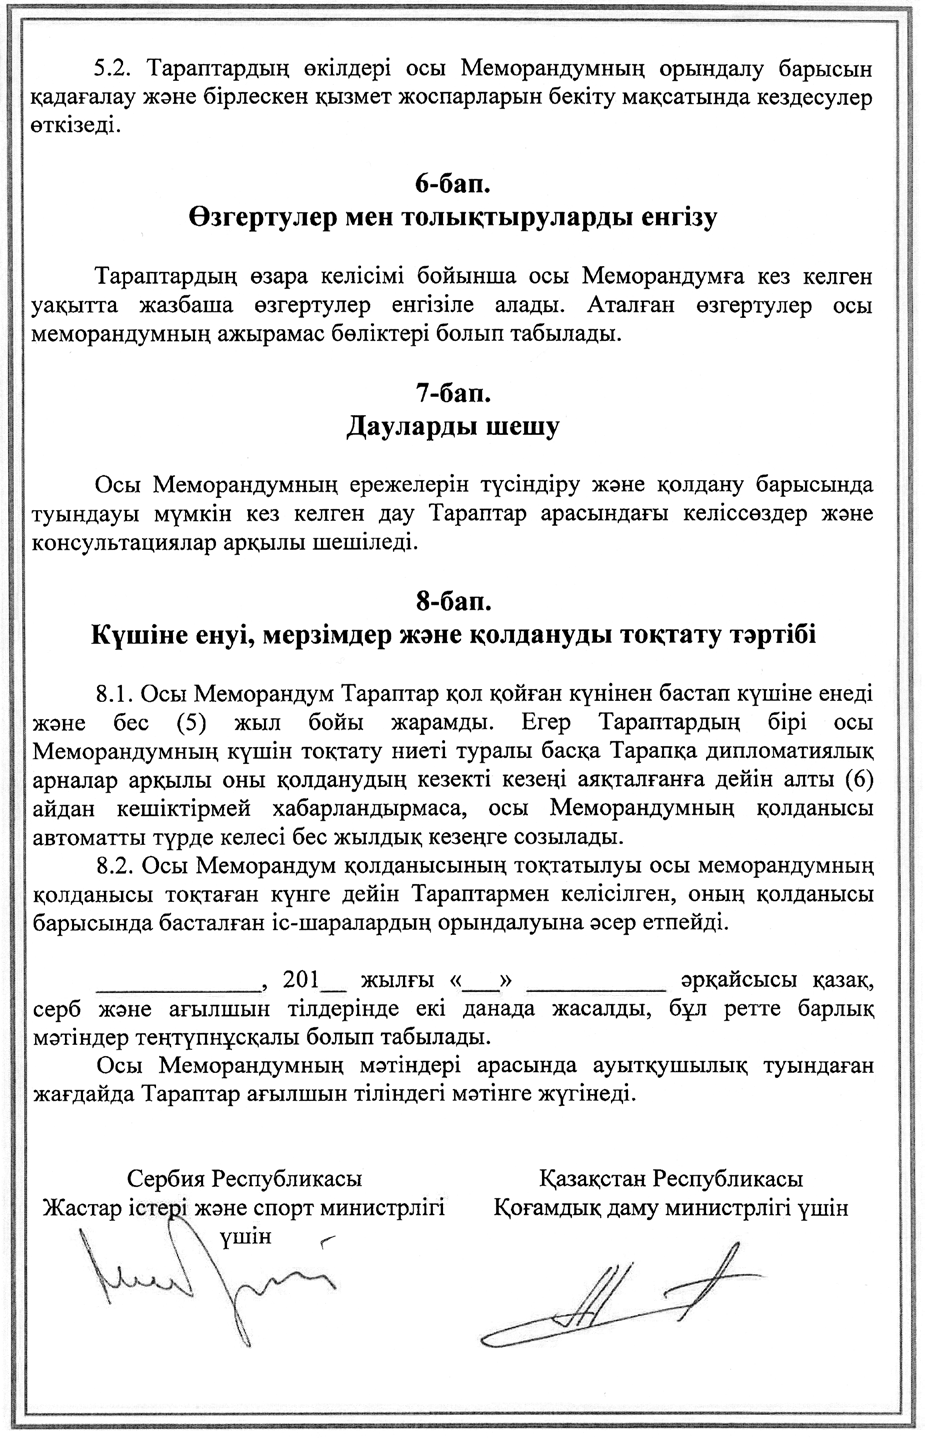 5.2. Тараптардың өкілдері осы Меморандумның орындалу барысын
қадағалау және бірлескен қызмет жоспарларын бекіту мақсатында кездесулер
өткізеді.
6-бап.
Өзгертулер мен толықтыруларды енгізу
Тараптардың өзара келісімі бойынша осы Меморандумға кез келген
уақытта жазбаша өзгертулер енгізіле алады. Аталған өзгертулер осы
меморандумның ажырамас бөліктері болып табылады.
7-бап.
Дауларды шешу
Осы Меморандумның ережелерін түсіндіру және қолдану барысында
туындауы мүмкін кез келген дау Тараптар арасындағы келіссөздер және
консультациялар арқылы шешіледі.
8-бап.
Күшіне енуі, мерзімдер және қолдануды тоқтату тәртібі
8.1. Осы Меморандум Тараптар қол қойған күнінен бастап күшіне енеді
және бес (5) жыл бойы жарамды. Егер Тараптардың бірі осы
Меморандумның күшін тоқтату ниеті туралы басқа Тарапқа дипломатиялық
арналар арқылы оны қолданудың кезекті кезеңі аяқталғанға дейін алты (6)
айдан кешіктірмей хабарландырмаса, осы Меморандумның қолданысы
автоматты түрде келесі бес жылдық кезеңге созылады.
8.2. Осы Меморандум қолданысының тоқтатылуы осы меморандумның
қолданысы тоқтаған күнге дейін Тараптармен келісілген, оның қолданысы
барысында басталған іс-шаралардың орындалуына әсер етпейді.
______________, 201__ жылғы «___» ____________ әрқайсысы қазақ,
серб және ағылшын тілдерінде екі данада жасалды, бұл ретте барлық
мәтіндер теңтүпнұсқалы болып табылады.
Осы Меморандумның мәтіндері арасында ауытқушылық туындаған
жағдайда Тараптар ағылшын тіліндегі мәтінге жүгінеді.
Сербия Республикасы
Жастар істері және спорт министрлігі
үшін
Қазақстан Республикасы
Қоғамдық даму министрлігі үшін